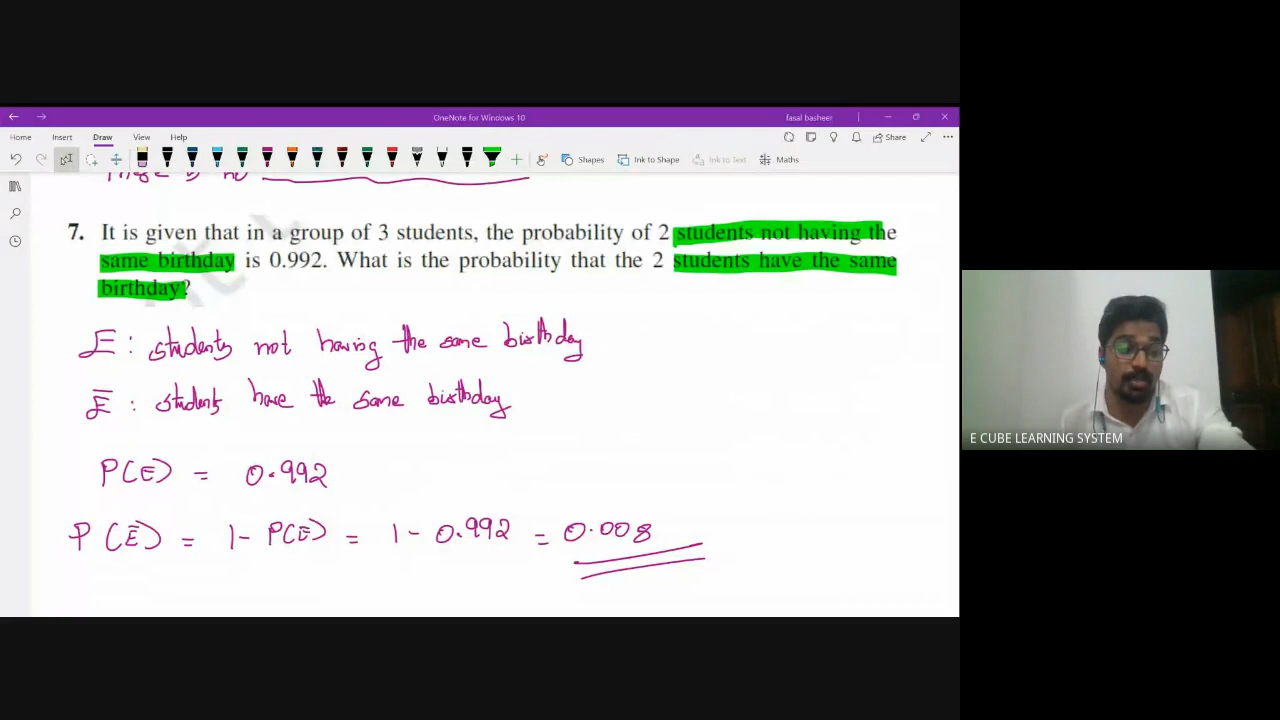 OneNote for Windows 10
fasal basheer
Home Insert Draw View Help
Share
Shapes Ink to Shape Ink to Text Maths
7. It is given that in a group of 3 students, the probability of 2 students not having the
same birthday is 0.992. What is the probability that the 2 students have the same
birthday?
E : students not having the same birthday
E̅ : students have the same birthday
P(E) = 0.992
P(E̅) = 1 - P(E) = 1 - 0.992 = 0.008
E CUBE LEARNING SYSTEM